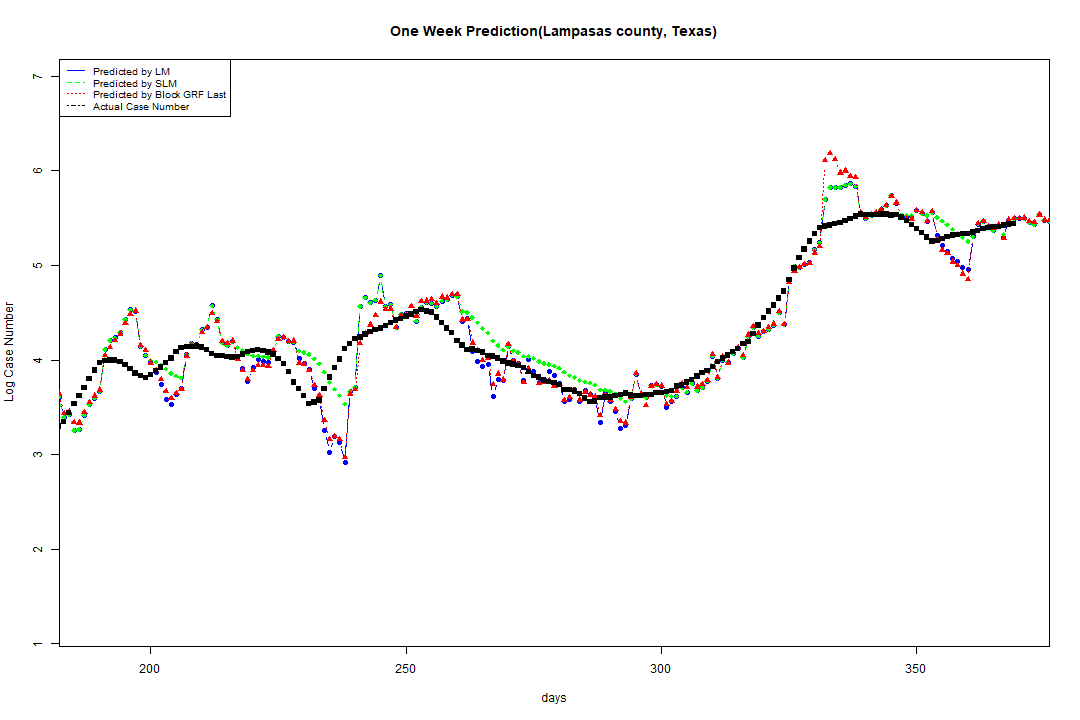 One Week Prediction(Lampasas county, Texas)
Predicted by LM
Predicted by SLM
Predicted by Block GRF Last
Actual Case Number
7
6
5
4
3
2
1
Log Case Number
200
250
300
350
days